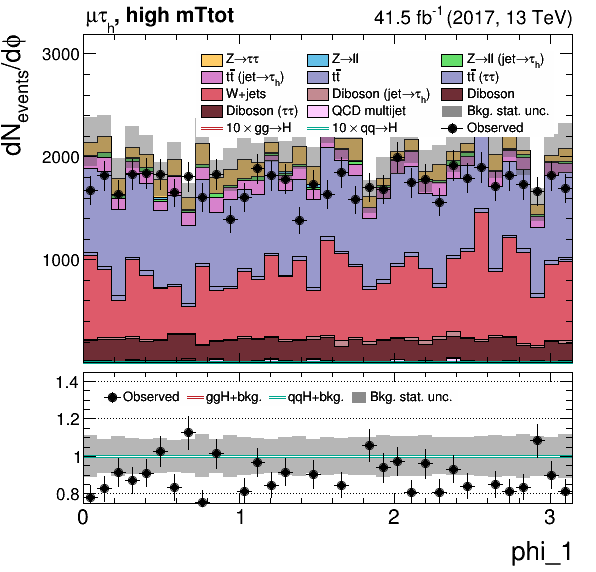 μτh, high mTtot 41.5 fb⁻¹ (2017, 13 TeV)
dNevents/dϕ
3000
2000
1000
Z→ττ Z→ll Z→ll (jet→τh)
tt̄ (jet→τh) tt̄ tt̄ (ττ)
W+jets Diboson (jet→τh) Diboson
Diboson (ττ) QCD multijet Bkg. stat. unc.
10 × gg→H 10 × qq→H Observed
1.4
1.2
1
0.8
Observed ggH+bkg. qqH+bkg. Bkg. stat. unc.
0 1 2 3
phi_1